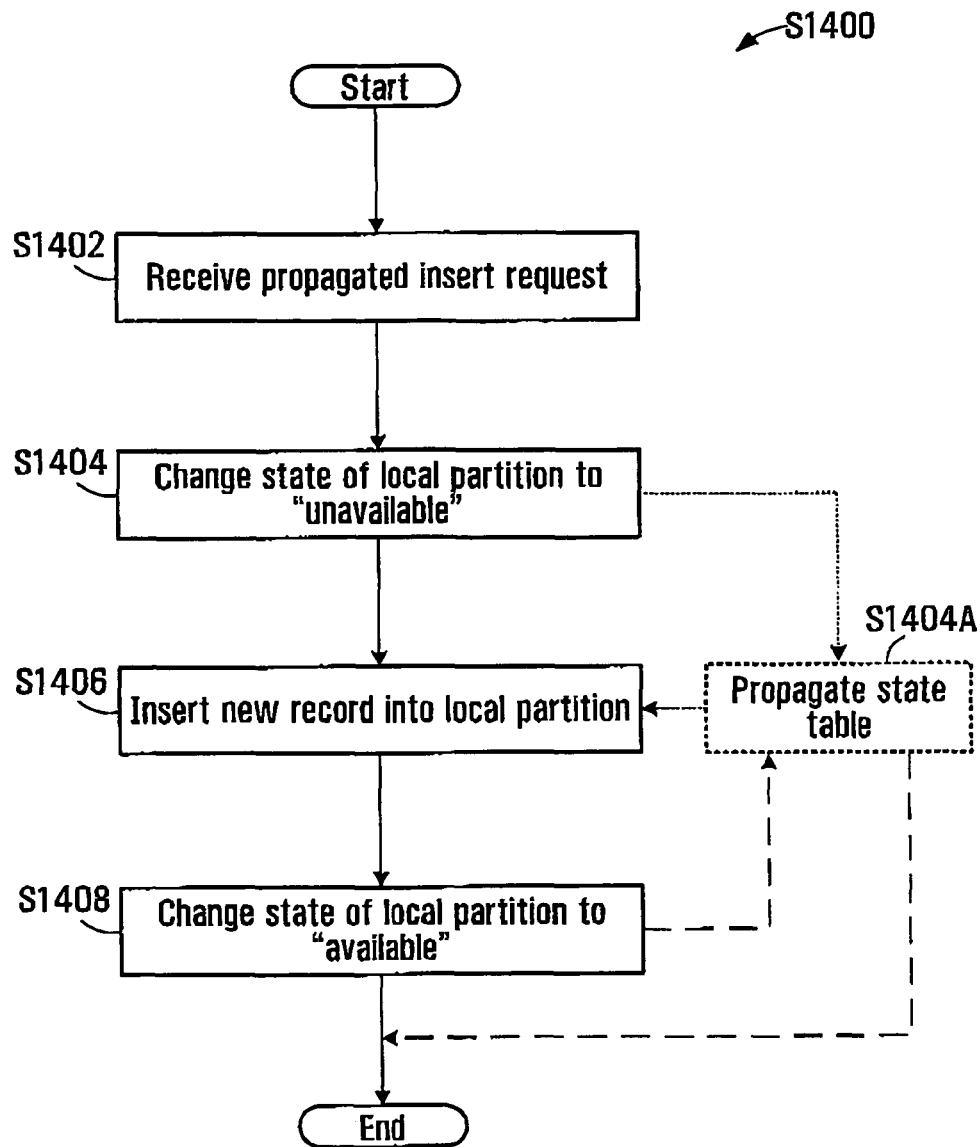 S1400
Start
S1402
Receive propagated insert request
S1404
Change state of local partition to
"unavailable"
S1404A
Propagate state
table
S1406
Insert new record into local partition
S1408
Change state of local partition to
"available"
End